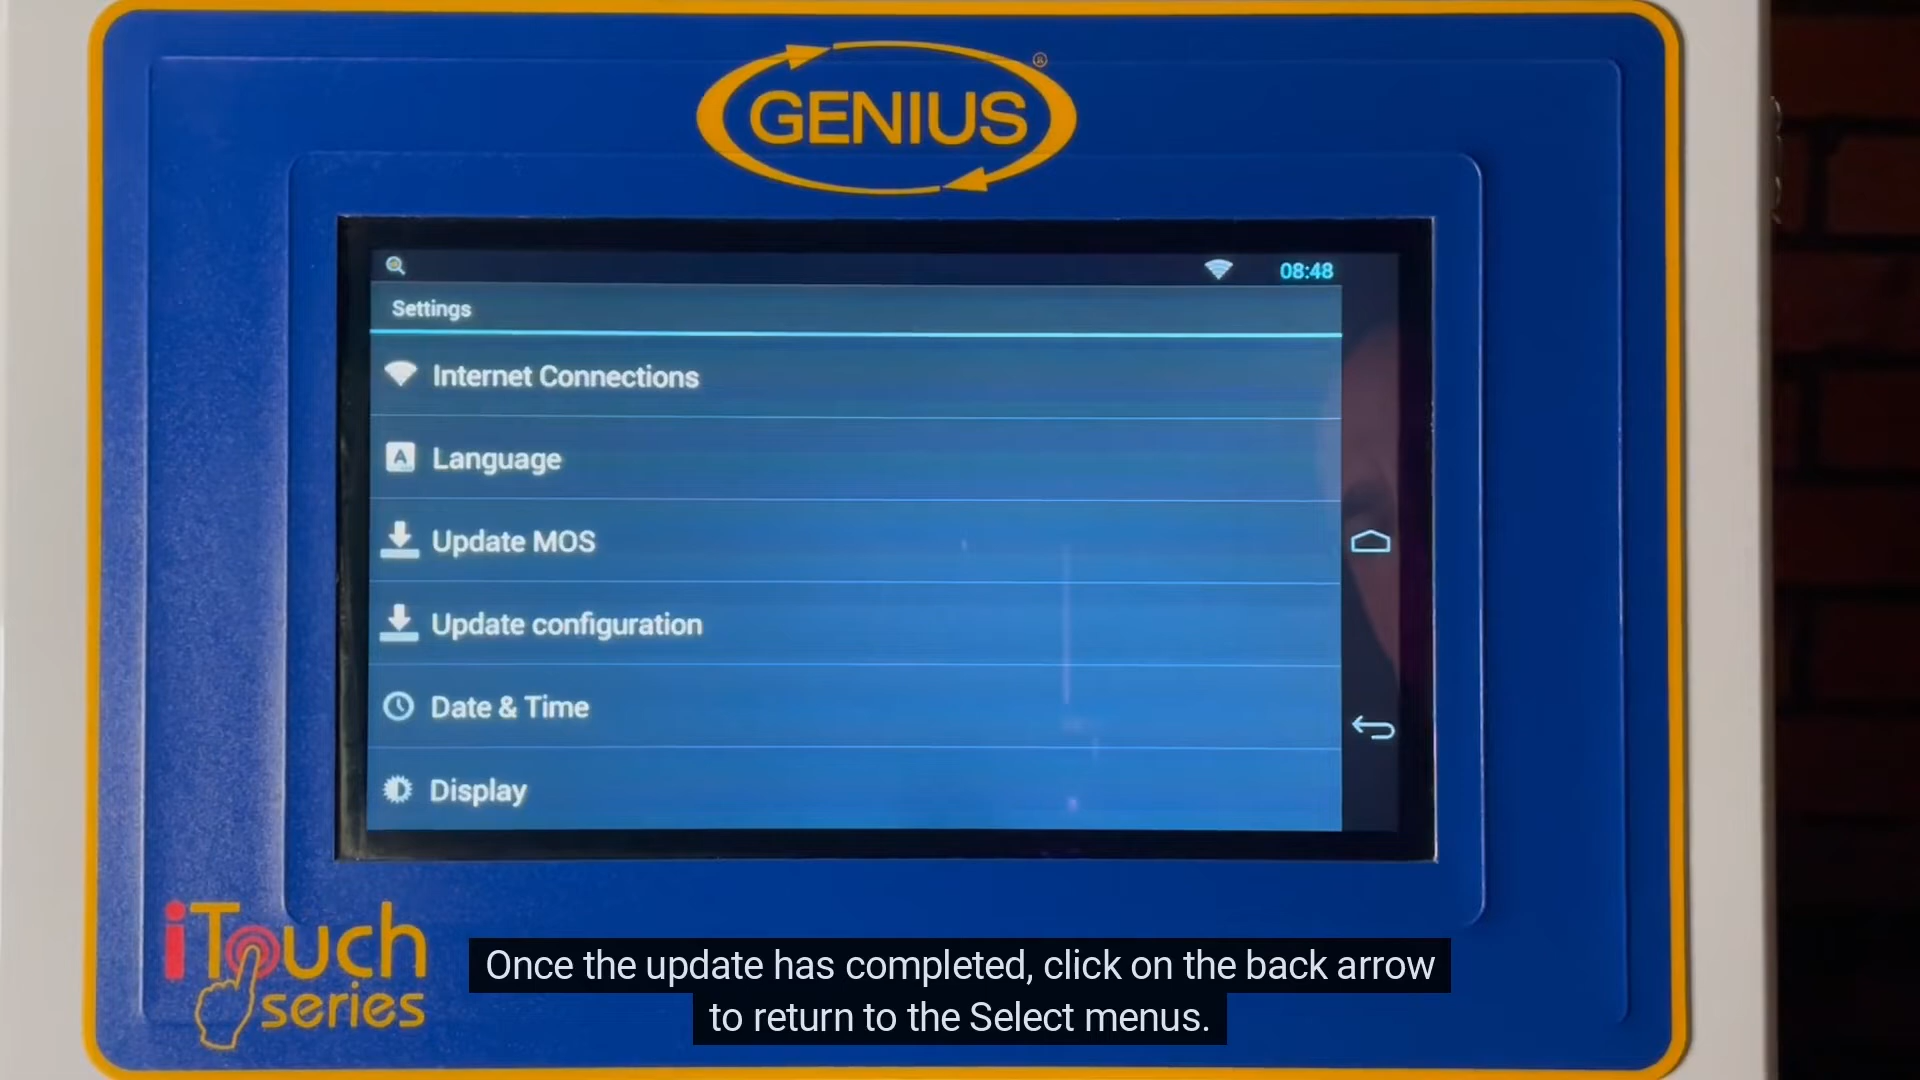 GENIUS®
08:48
Settings
Internet Connections
A Language
Update MOS
Update configuration
Date & Time
Display
iTouch
series
Once the update has completed, click on the back arrow
to return to the Select menus.